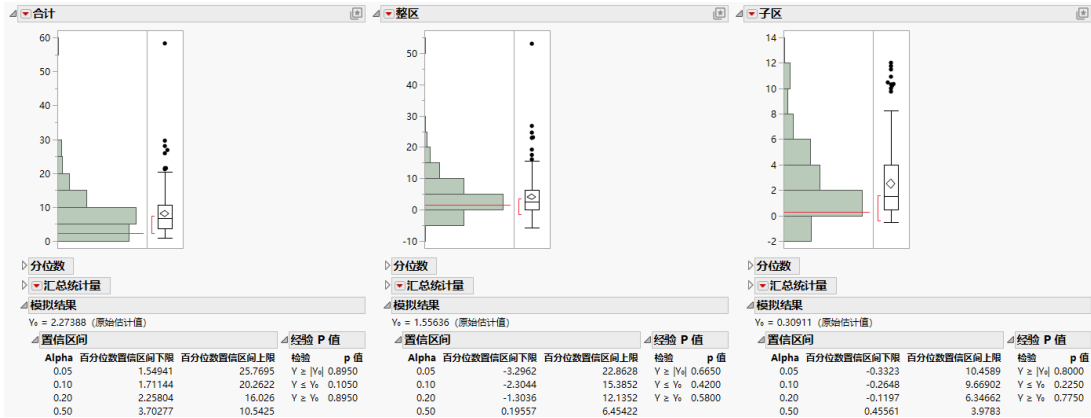 合计
60
50
40
30
20
10
0
分位数
汇总统计量
模拟结果
Y₀ = 2.27388（原始估计值）
置信区间
Alpha 百分位数置信区间下限 百分位数置信区间上限
0.05 1.54941 25.7695
0.10 1.71144 20.2622
0.20 2.25804 16.026
0.50 3.70277 10.5425
经验 P 值
检验 p 值
Y ≥ |Y₀| 0.8950
Y ≤ Y₀ 0.1050
Y ≥ Y₀ 0.8950
整区
50
40
30
20
10
0
-10
分位数
汇总统计量
模拟结果
Y₀ = 1.55636（原始估计值）
置信区间
Alpha 百分位数置信区间下限 百分位数置信区间上限
0.05 -3.2962 22.8628
0.10 -2.3044 15.3852
0.20 -1.3036 12.1352
0.50 0.19557 6.45422
经验 P 值
检验 p 值
Y ≥ |Y₀| 0.6650
Y ≤ Y₀ 0.4200
Y ≥ Y₀ 0.5800
子区
14
12
10
8
6
4
2
0
-2
分位数
汇总统计量
模拟结果
Y₀ = 0.30911（原始估计值）
置信区间
Alpha 百分位数置信区间下限 百分位数置信区间上限
0.05 -0.3323 10.4589
0.10 -0.2648 9.66902
0.20 -0.1197 6.34662
0.50 0.45561 3.9783
经验 P 值
检验 p 值
Y ≥ |Y₀| 0.8000
Y ≤ Y₀ 0.2250
Y ≥ Y₀ 0.7750